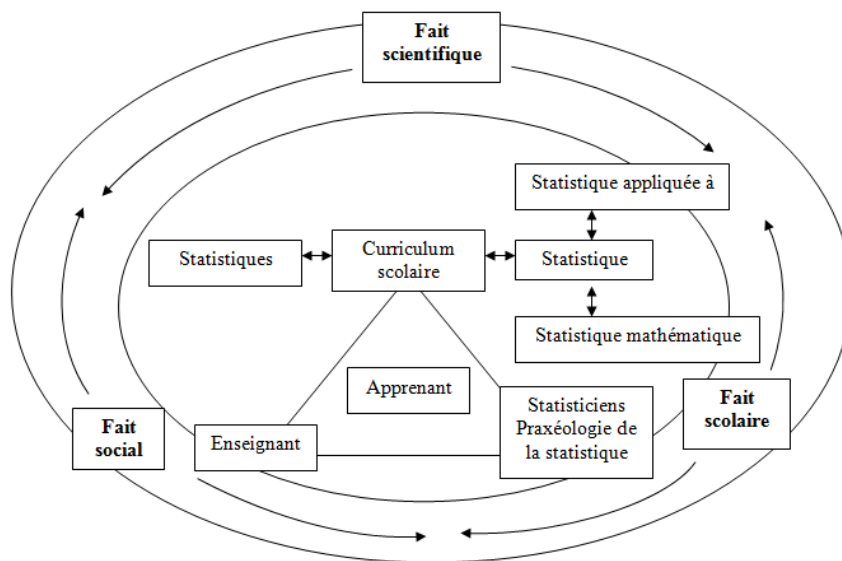 Fait
scientifique
Statistique appliquée à
Statistiques
Curriculum
scolaire
Statistique
Statistique mathématique
Apprenant
Statisticiens
Praxéologie de
la statistique
Fait
scolaire
Fait
social
Enseignant